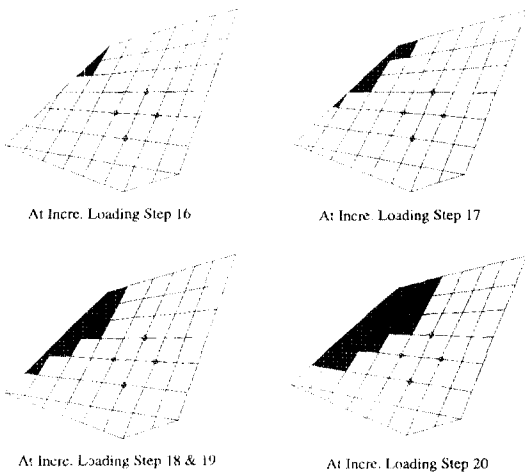 At Incre. Loading Step 16
At Incre. Loading Step 17
At Incre. Loading Step 18 & 19
At Incre. Loading Step 20